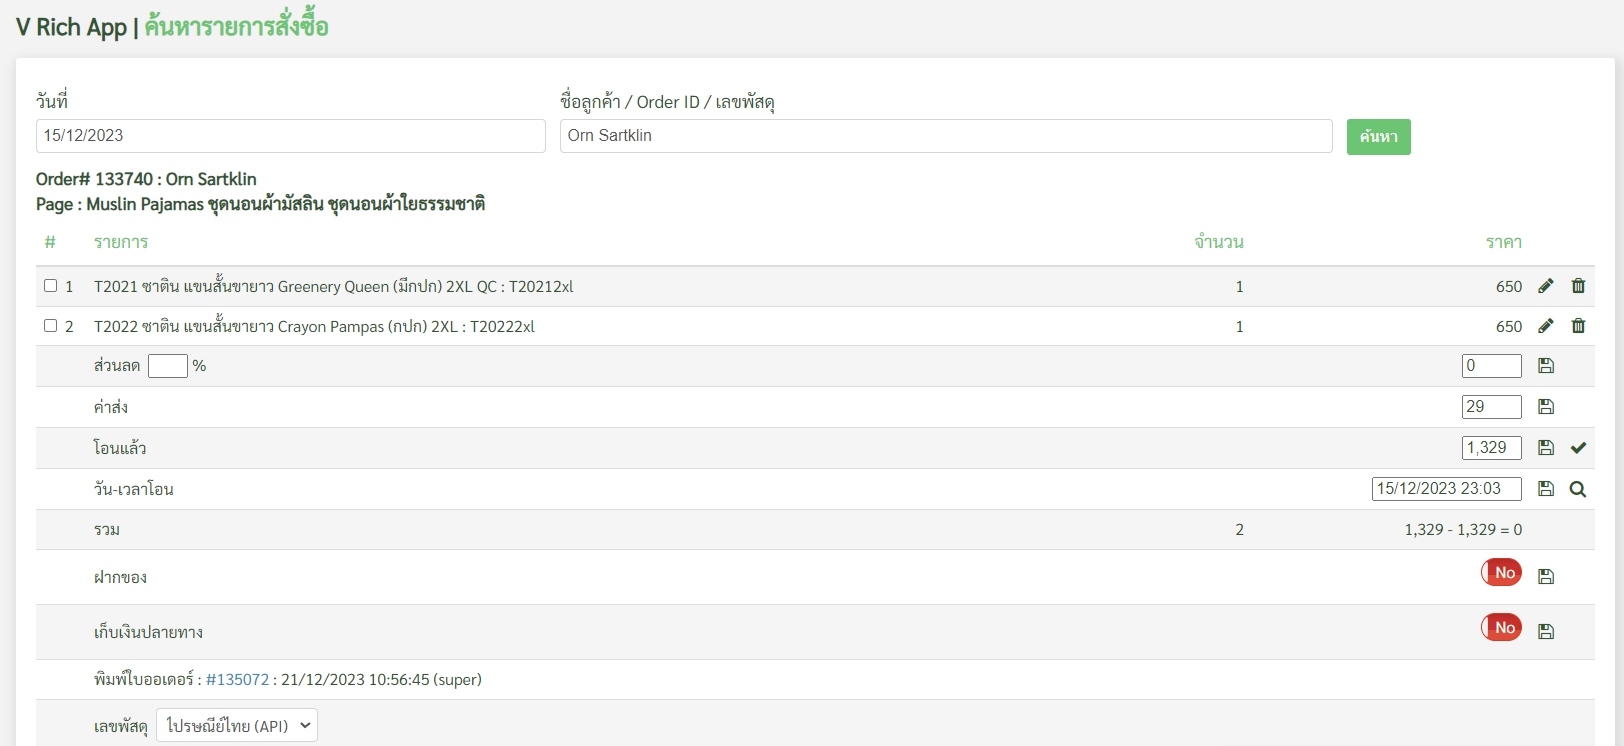 V Rich App | ค้นหารายการสั่งซื้อ
วันที่ ชื่อลูกค้า / Order ID / เลขพัสดุ
15/12/2023 Orn Sartklin ค้นหา
Order# 133740 : Orn Sartklin
Page : Muslin Pajamas ชุดนอนผ้ามัสลิน ชุดนอนผ้าใยธรรมชาติ
# รายการ จำนวน ราคา
1 T2021 ซาติน แขนสั้นขายาว Greenery Queen (มีกปก) 2XL QC : T20212xl 1 650
2 T2022 ซาติน แขนสั้นขายาว Crayon Pampas (กปก) 2XL : T20222xl 1 650
ส่วนลด % 0
ค่าส่ง 29
โอนแล้ว 1,329
วัน-เวลาโอน 15/12/2023 23:03
รวม 2 1,329 - 1,329 = 0
ฝากของ No
เก็บเงินปลายทาง No
พิมพ์ใบออเดอร์ : #135072 : 21/12/2023 10:56:45 (super)
เลขพัสดุ ไปรษณีย์ไทย (API)